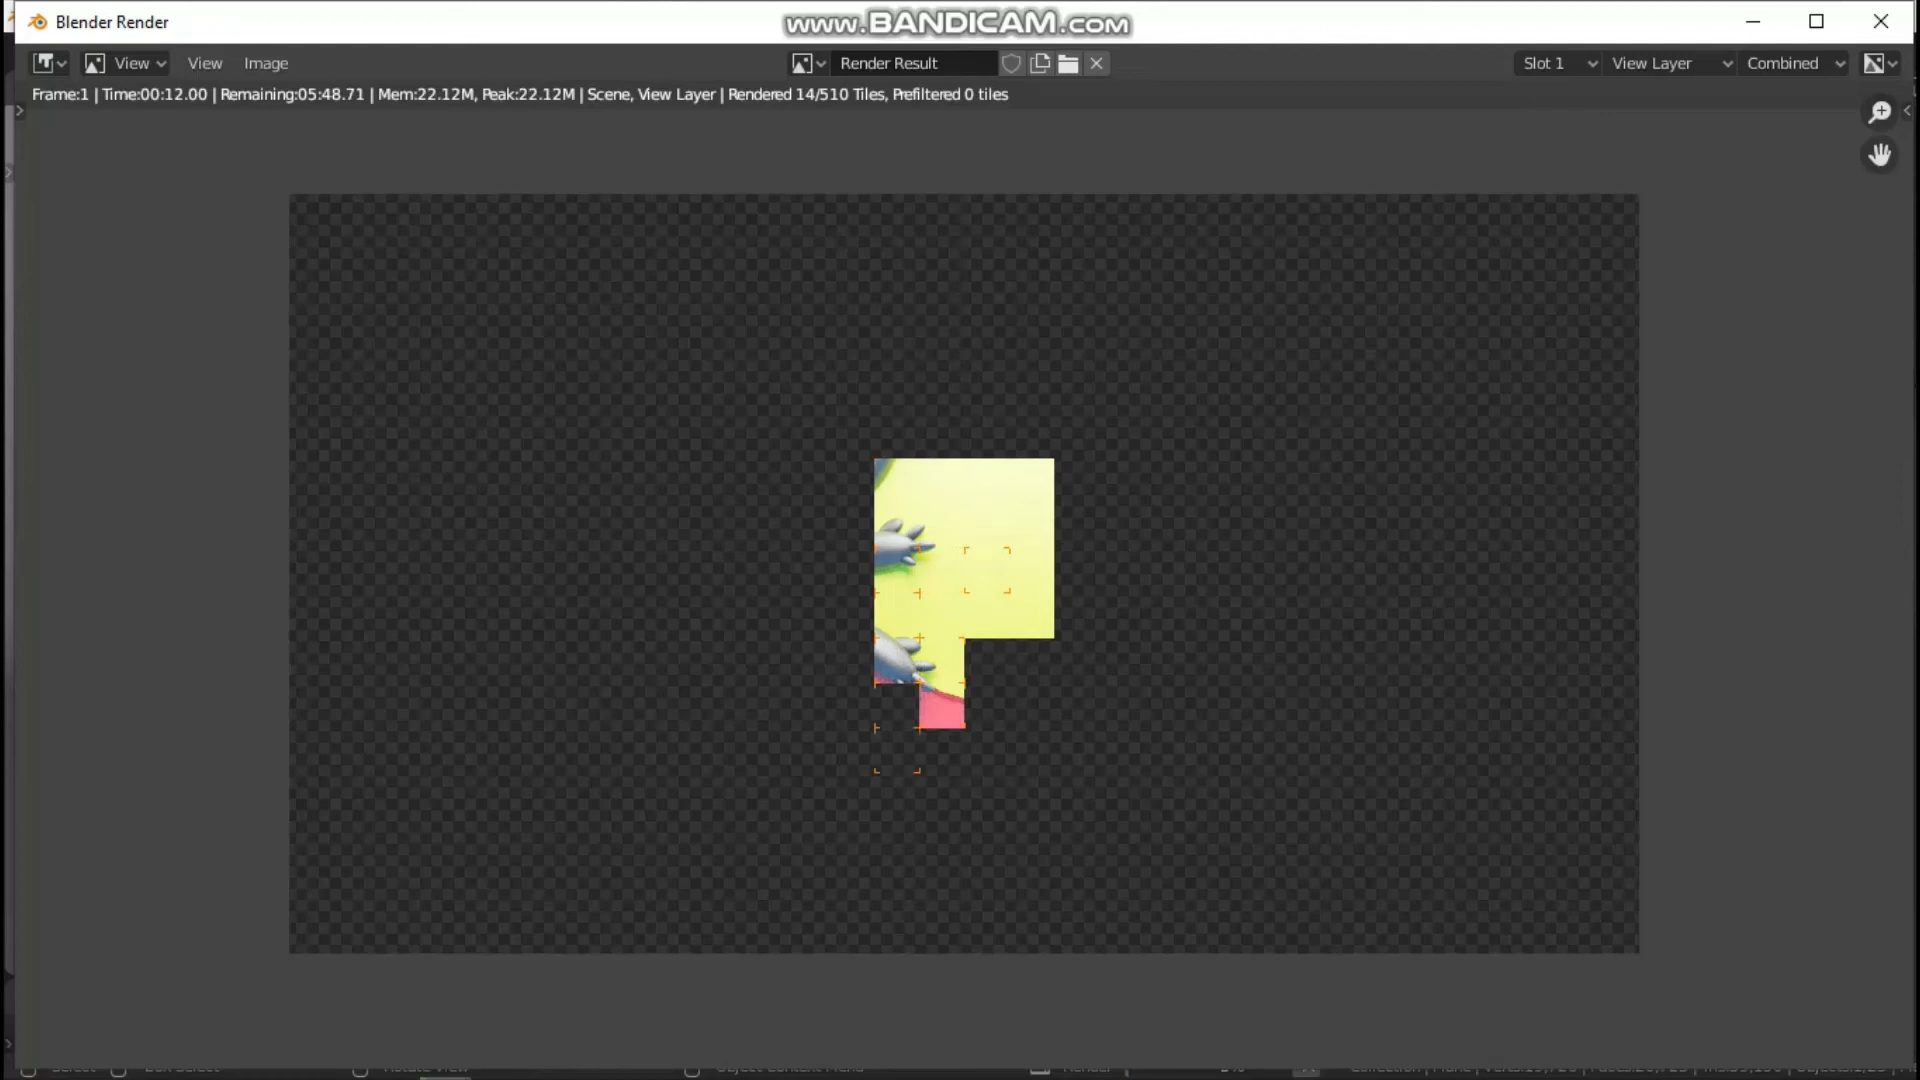 Blender Render
www.BANDICAM.com
View
View
Image
Render Result
Slot 1
View Layer
Combined
Frame:1 | Time:00:12.00 | Remaining:05:48.71 | Mem:22.12M, Peak:22.12M | Scene, View Layer | Rendered 14/510 Tiles, Prefiltered 0 tiles